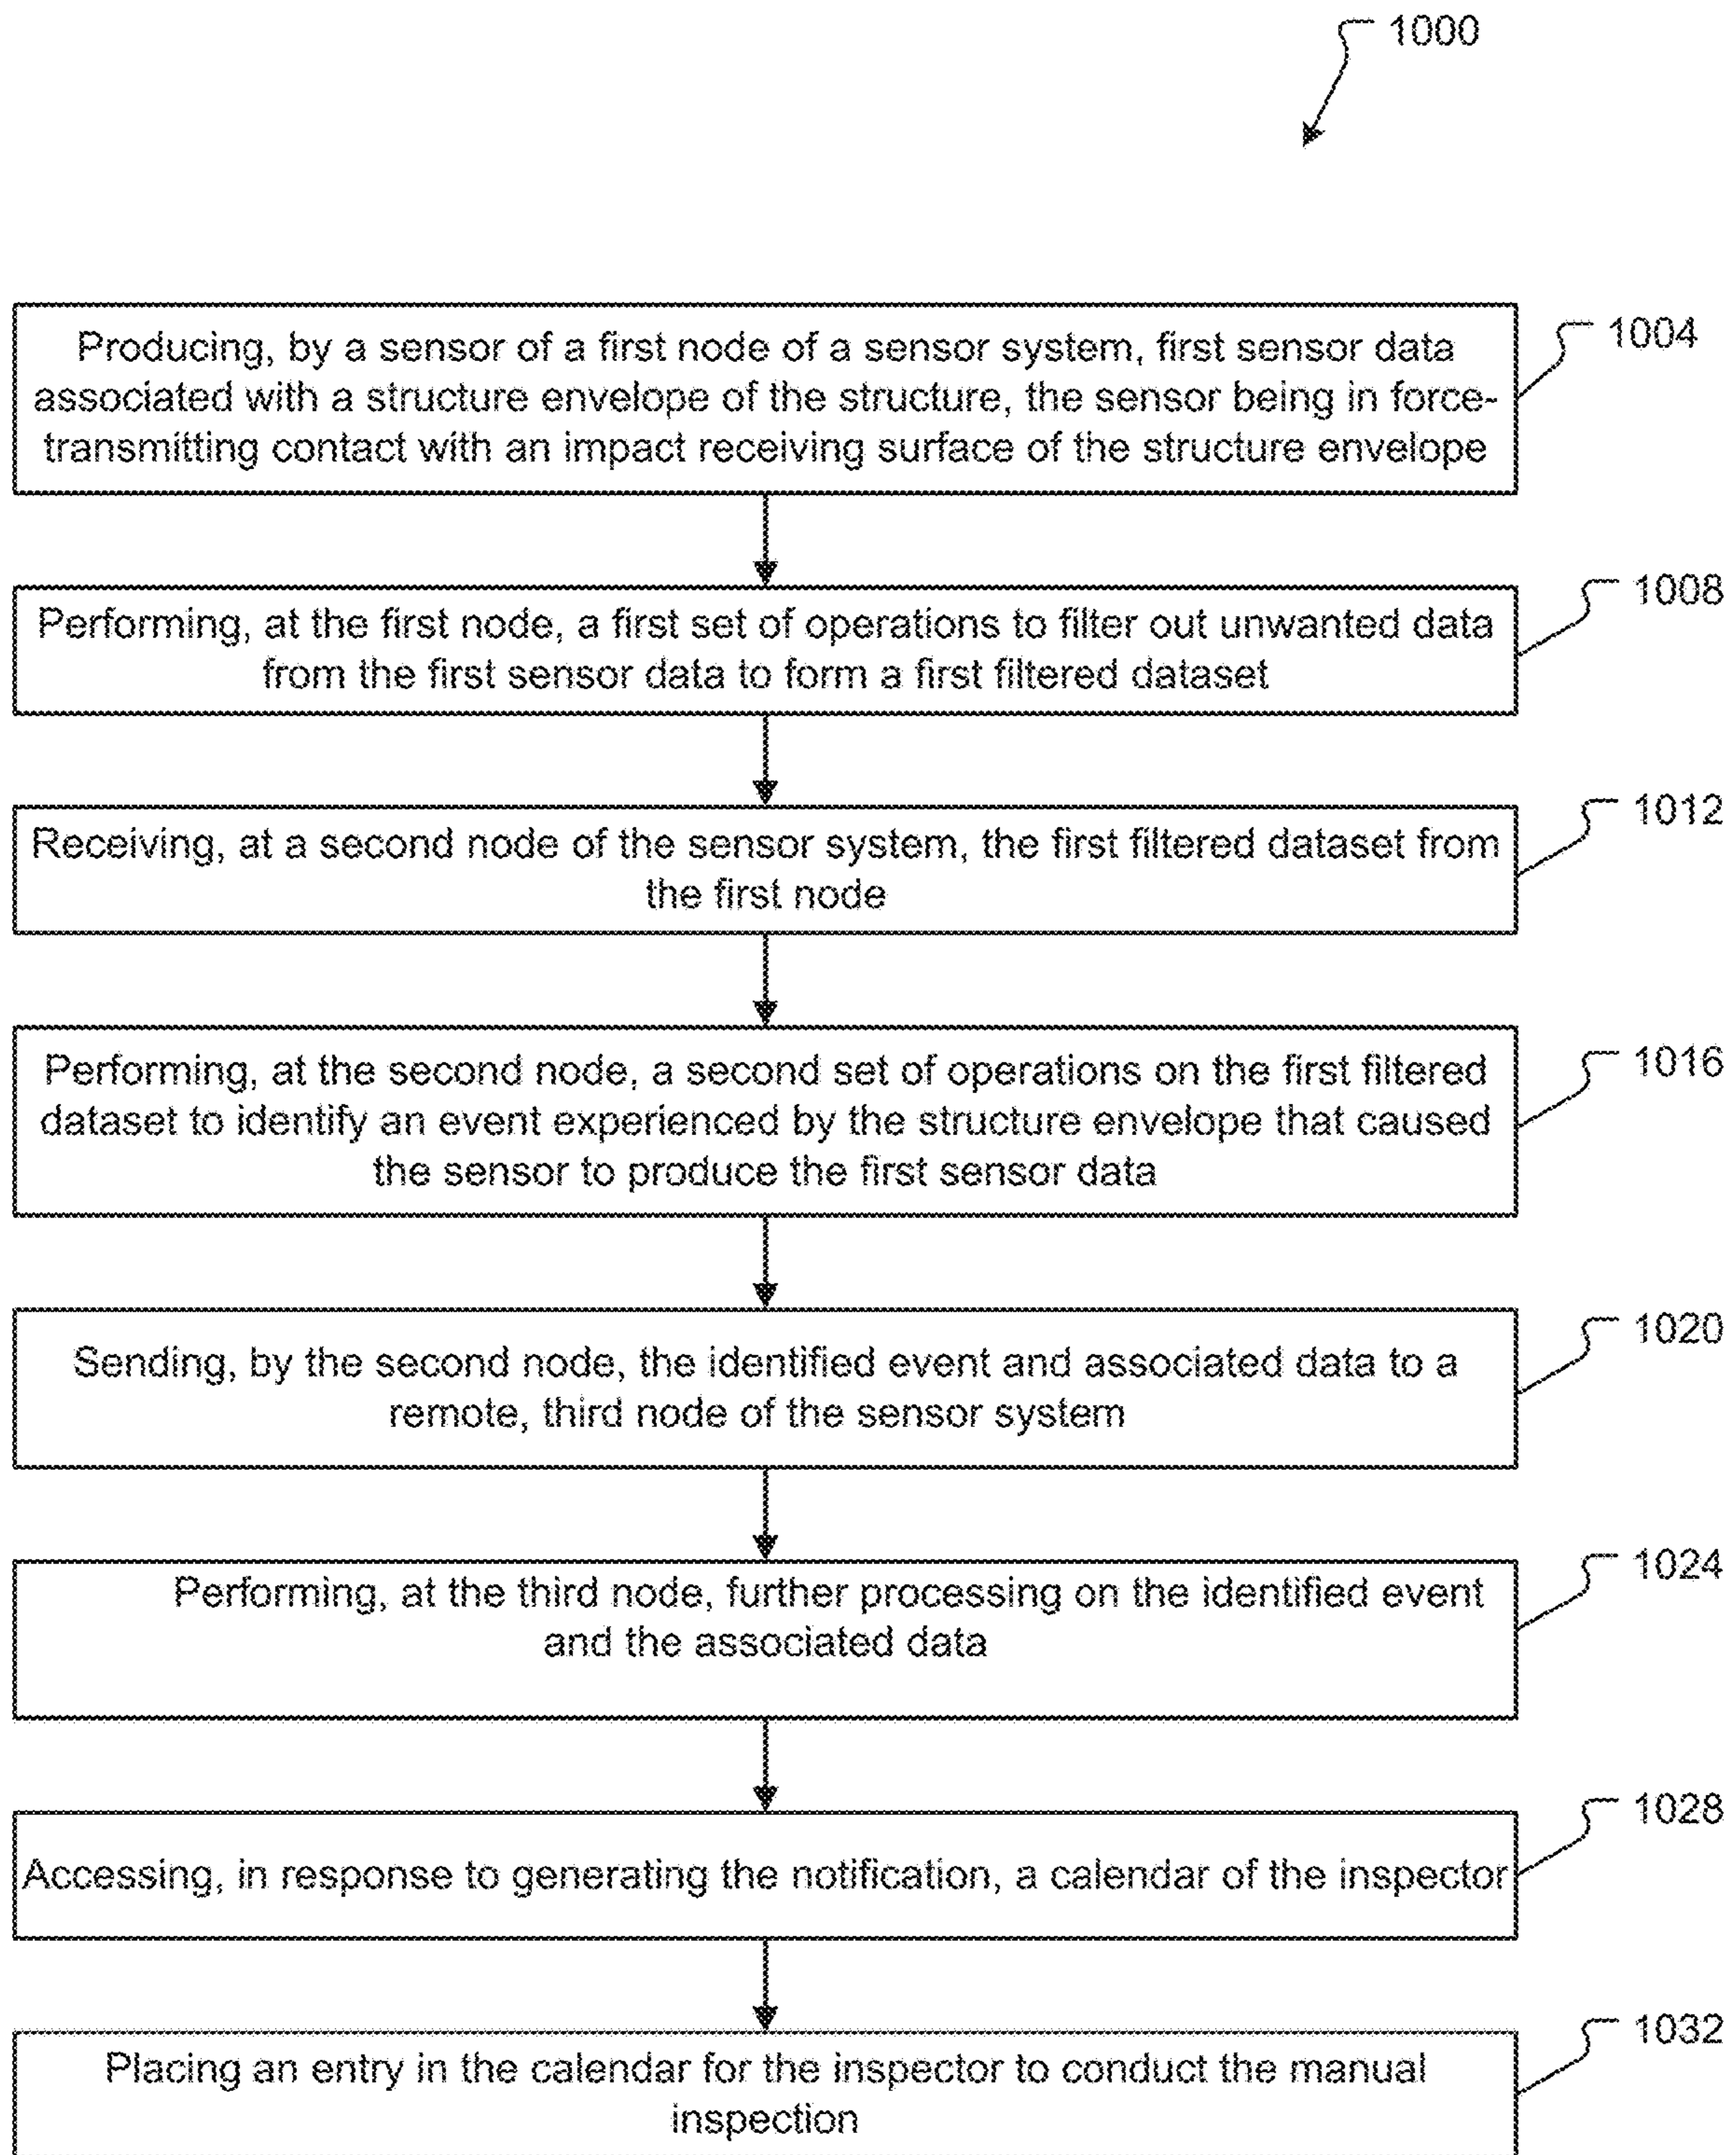 1000
Producing, by a sensor of a first node of a sensor system, first sensor data
associated with a structure envelope of the structure, the sensor being in force-
transmitting contact with an impact receiving surface of the structure envelope
1004
Performing, at the first node, a first set of operations to filter out unwanted data
from the first sensor data to form a first filtered dataset
1008
Receiving, at a second node of the sensor system, the first filtered dataset from
the first node
1012
Performing, at the second node, a second set of operations on the first filtered
dataset to identify an event experienced by the structure envelope that caused
the sensor to produce the first sensor data
1016
Sending, by the second node, the identified event and associated data to a
remote, third node of the sensor system
1020
Performing, at the third node, further processing on the identified event
and the associated data
1024
Accessing, in response to generating the notification, a calendar of the inspector
1028
Placing an entry in the calendar for the inspector to conduct the manual
inspection
1032